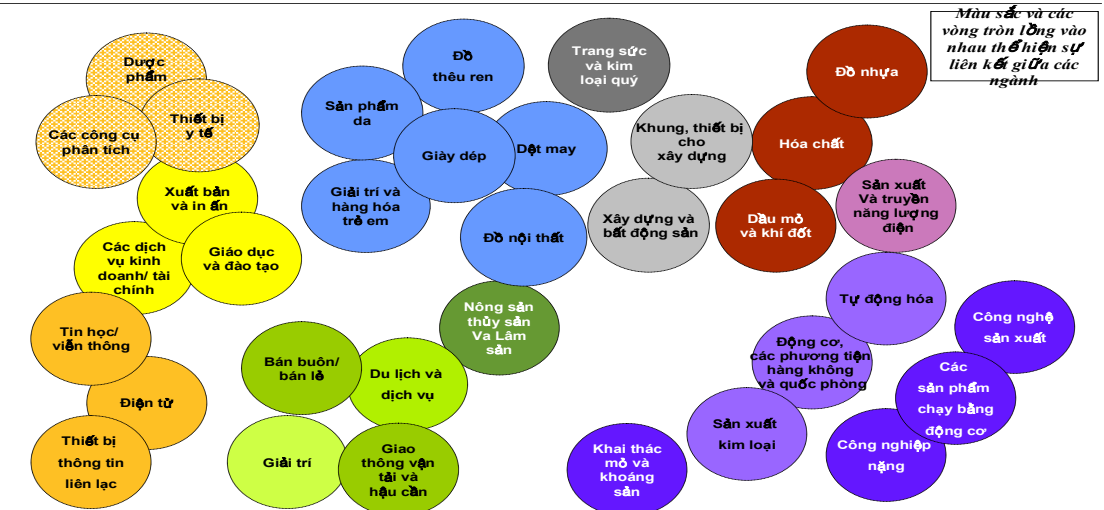 Màu sắc và các
vòng tròn lồng vào
nhau thể hiện sự
liên kết giữa các
ngành
Dược
phẩm
Thiết bị
y tế
Các công cụ
phân tích
Xuất bản
và in ấn
Giáo dục
và đào tạo
Các dịch
vụ kinh
doanh/ tài
chính
Tin học/
viễn thông
Điện tử
Thiết bị
thông tin
liên lạc
Đồ
thêu ren
Sản phẩm
da
Giày dép
Dệt may
Giải trí và
hàng hóa
trẻ em
Đồ nội thất
Trang sức
và kim
loại quý
Khung, thiết bị
cho
xây dựng
Xây dựng và
bất động sản
Đồ nhựa
Hóa chất
Dầu mỏ
và khí đốt
Sản xuất
Và truyền
năng lượng
điện
Nông sản
thủy sản
Va Lâm
sản
Bán buôn/
bán lẻ
Du lịch và
dịch vụ
Giải trí
Giao
thông vận
tải và
hậu cần
Tự động hóa
Động cơ,
các phương tiện
hàng không
và quốc phòng
Sản xuất
kim loại
Khai thác
mỏ và
khoáng
sản
Công nghệ
sản xuất
Các
sản phẩm
chạy bằng
động cơ
Công nghiệp
nặng